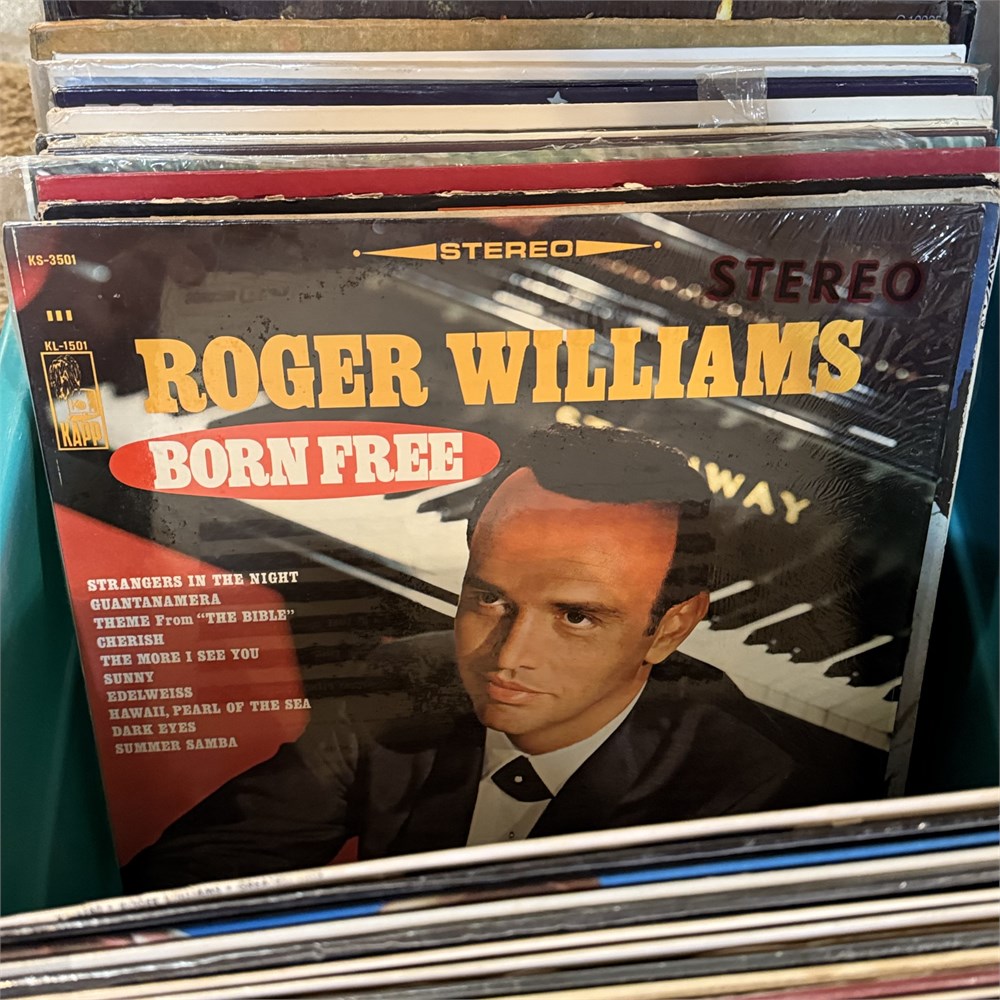 STEREO
KS-3501
STEREO
KL-1501
KAPP
ROGER WILLIAMS
BORN FREE
WAY
STRANGERS IN THE NIGHT
GUANTANAMERA
THEME From "THE BIBLE"
CHERISH
THE MORE I SEE YOU
SUNNY
EDELWEISS
HAWAII, PEARL OF THE SEA
DARK EYES
SUMMER SAMBA